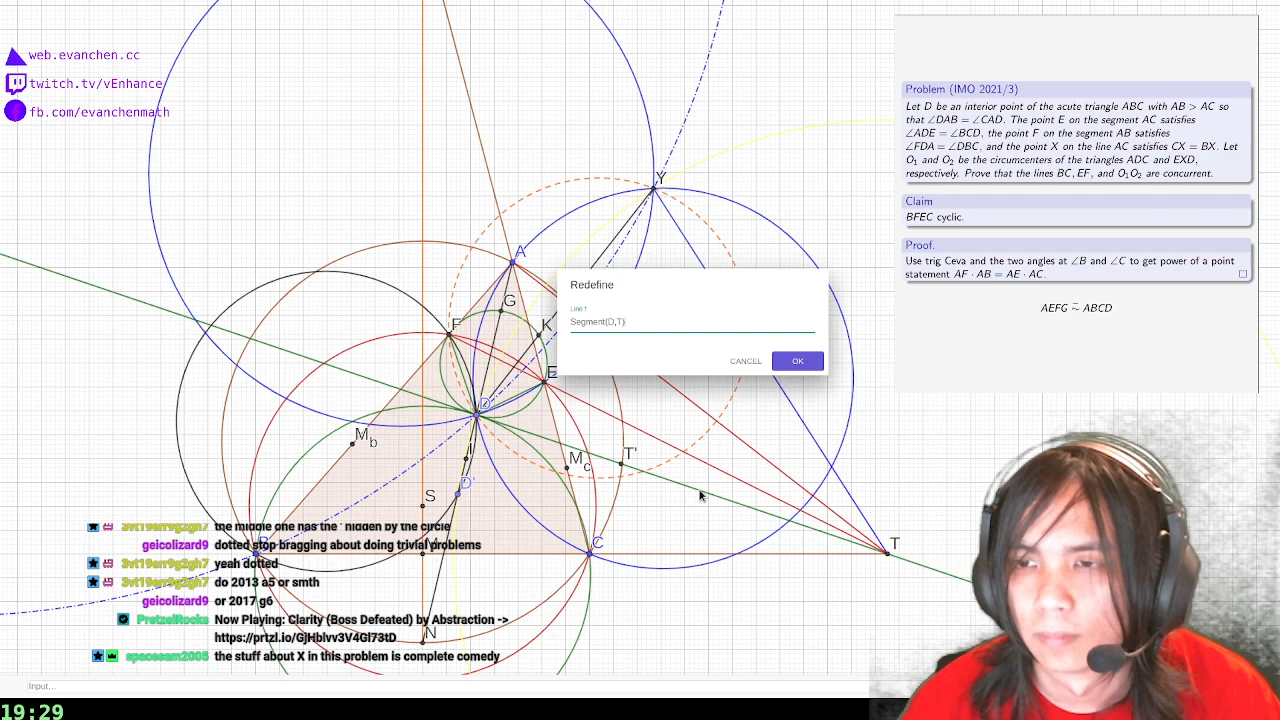 web.evanchen.cc
twitch.tv/vEnhance
fb.com/evanchenmath
Problem (IMO 2021/3)
Let D be an interior point of the acute triangle ABC with AB > AC so
that ∠DAB = ∠CAD. The point E on the segment AC satisfies
∠ADE = ∠BCD, the point F on the segment AB satisfies
∠FDA = ∠DBC, and the point X on the line AC satisfies CX = BX. Let
O₁ and O₂ be the circumcenters of the triangles ADC and EXD,
respectively. Prove that the lines BC, EF, and O₁O₂ are concurrent.
Claim
BFEC cyclic.
Proof.
Use trig Ceva and the two angles at ∠B and ∠C to get power of a point
statement AF · AB = AE · AC.
AEFG ~ ABCD
Y
A
G
F
K
E
D
Redefine
Line f
Segment(D,T)
CANCEL
OK
M_b
I
M_c
T'
D'
S
M
B
C
T
N
3vt19err9g2gh7 the middle one has the ' hidden by the circle
geicolizard9 dotted stop bragging about doing trivial problems
3vt19err9g2gh7 yeah dotted
3vt19err9g2gh7 do 2013 a5 or smth
geicolizard9 or 2017 g6
PretzelRocks Now Playing: Clarity (Boss Defeated) by Abstraction ->
https://prtzl.io/GjHblvv3V4Gl73tD
spacesam2005 the stuff about X in this problem is complete comedy
Input...
19:29